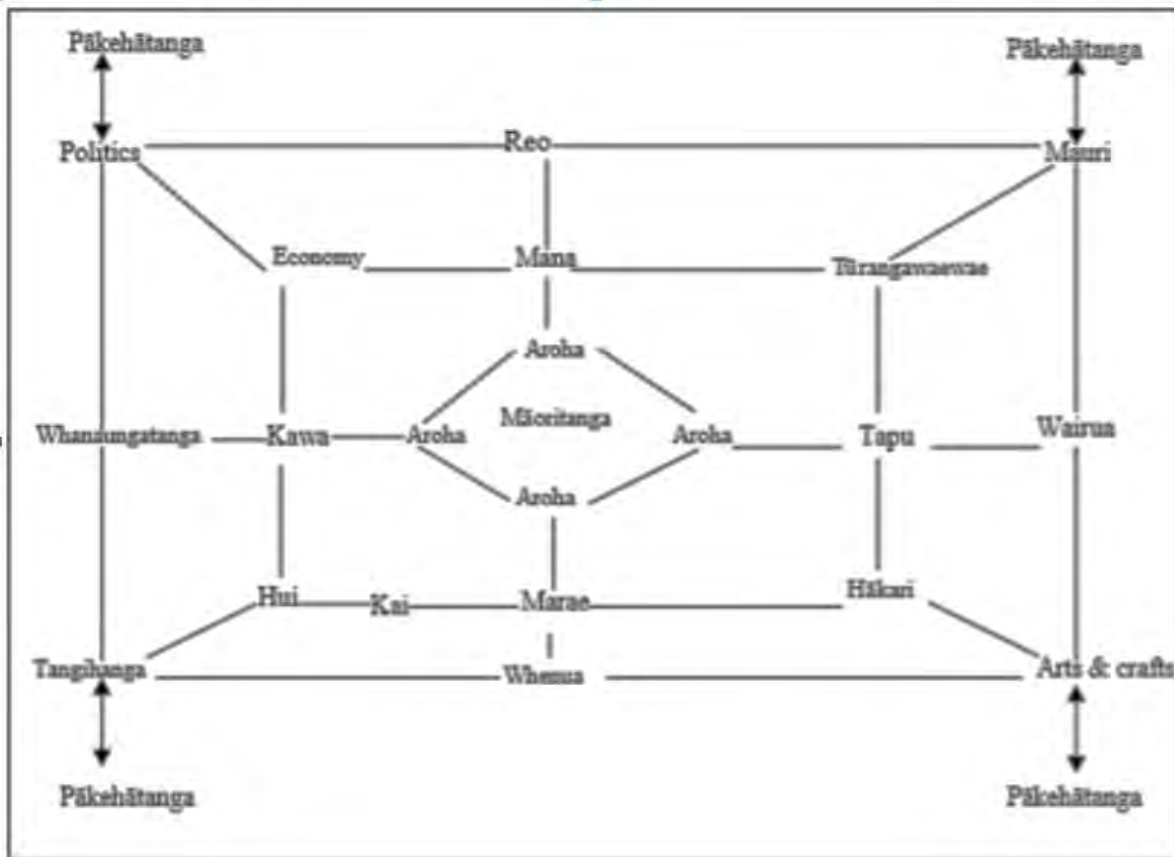 Pākehātanga Pākehātanga
Politics Reo Mauri
Economy Mana Tūrangawaewae
Aroha
Māoritanga
Whanaungatanga Kawa Aroha Aroha Tapu Wairua
Aroha
Hui Kai Marae Hākari
Tangihanga Whenua Arts & crafts
Pākehātanga Pākehātanga